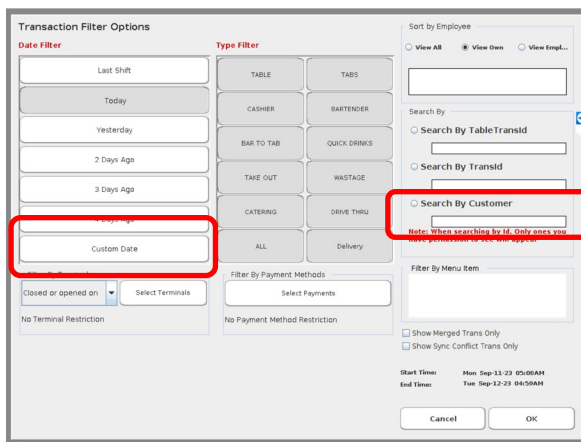 Transaction Filter Options
Date Filter
Last Shift
Today
Yesterday
2 Days Ago
3 Days Ago
4 Days Ago
Custom Date
Type Filter
TABLE
TABS
CASHIER
BARTENDER
BAR TO TAB
QUICK DRINKS
TAKE OUT
WASTAGE
CATERING
DRIVE THRU
ALL
Delivery
Sort by Employee
View All
View Own
View Empl...
Search By
Search By TableTransId
Search By TransId
Search By Customer
Note: When searching by Id. Only ones you
have permission to see will appear
Closed or opened on
Select Terminals
No Terminal Restriction
Filter By Payment Methods
Select Payments
No Payment Method Restriction
Filter By Menu Item
Show Merged Trans Only
Show Sync Conflict Trans Only
Start Time: Mon Sep-11-23 05:00AM
End Time: Tue Sep-12-23 04:59AM
Cancel
OK